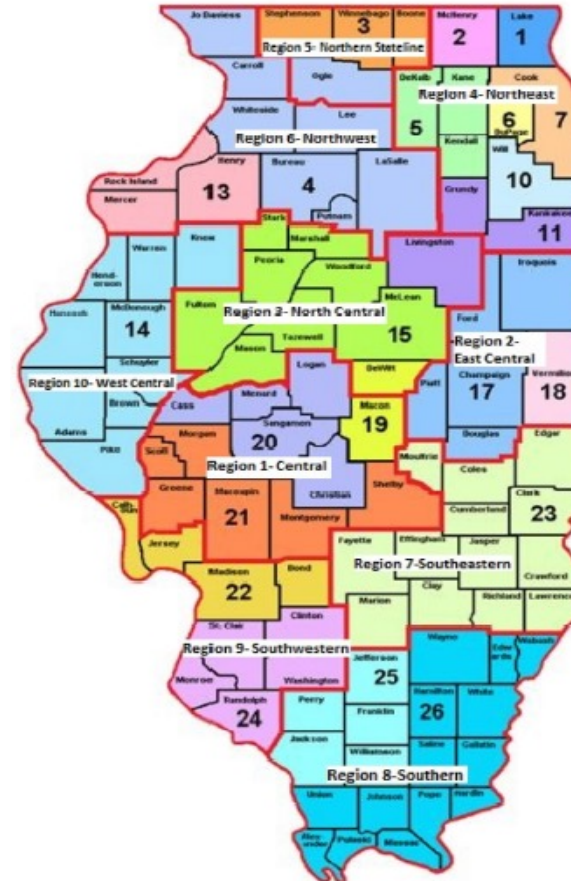 Jo Daviess
Stephenson
Winnebago
Boone
McHenry
Lake
3
2
1
Region 5- Northern Stateline
Carroll
Ogle
DeKalb
Kane
Cook
Region 4- Northeast
Whiteside
Lee
5
6
7
DuPage
Region 6- Northwest
Kendall
Will
Henry
Bureau
LaSalle
10
Rock Island
13
4
Grundy
Mercer
Putnam
Kankakee
11
Stark
Marshall
Warren
Knox
Livingston
Peoria
Woodford
Iroquois
Hender-
erson
McDonough
Fulton
McLean
Ford
Hancock
Region 3- North Central
14
15
Region 2-
East Central
Tazewell
Mason
Schuyler
Logan
DeWitt
Piatt
Champaign
Vermilion
Region 10- West Central
17
18
Cass
Menard
Macon
Brown
Adams
Sangamon
19
Douglas
Edgar
Pike
Morgan
20
Moultrie
Scott
Region 1- Central
Coles
Christian
Shelby
Greene
Macoupin
Clark
21
Cumberland
23
Calh
oun
Montgomery
Jersey
Fayette
Effingham
Jasper
Region 7-Southeastern
Madison
Bond
Crawford
22
Clay
Clinton
Marion
Richland
Lawrence
St. Clair
Wayne
Wabash
Region 9- Southwestern
Edw
ards
Jefferson
Monroe
Washington
25
Randolph
Perry
Hamilton
White
24
Franklin
26
Jackson
Saline
Gallatin
Williamson
Region 8-Southern
Union
Johnson
Pope
Hardin
Alex
ander
Pulaski
Massac